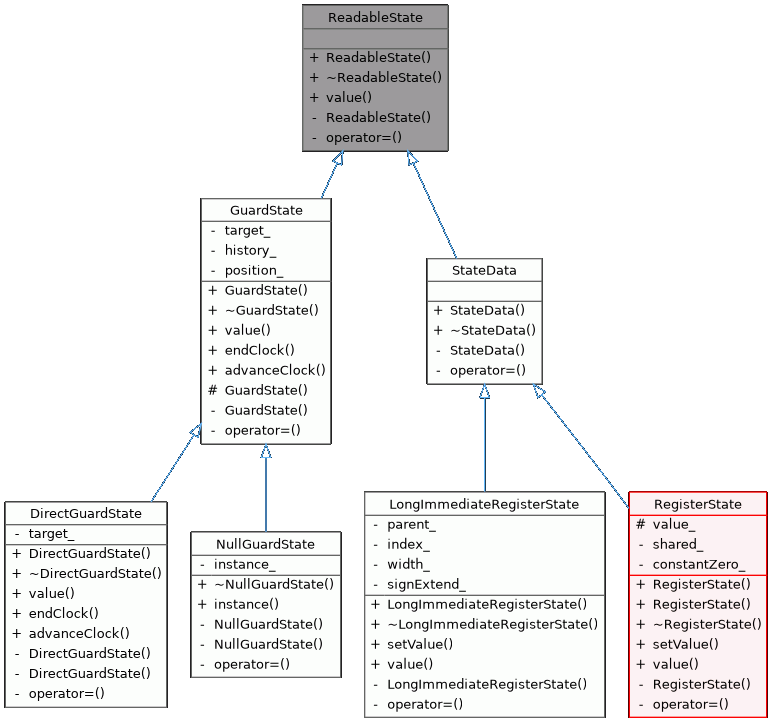 ReadableState
+ ReadableState()
+ ~ReadableState()
+ value()
- ReadableState()
- operator=()
GuardState
- target_
- history_
- position_
+ GuardState()
+ ~GuardState()
+ value()
+ endClock()
+ advanceClock()
# GuardState()
- GuardState()
- operator=()
StateData
+ StateData()
+ ~StateData()
- StateData()
- operator=()
DirectGuardState
- target_
+ DirectGuardState()
+ ~DirectGuardState()
+ value()
+ endClock()
+ advanceClock()
- DirectGuardState()
- DirectGuardState()
- operator=()
NullGuardState
- instance_
+ ~NullGuardState()
+ instance()
- NullGuardState()
- NullGuardState()
- operator=()
LongImmediateRegisterState
- parent_
- index_
- width_
- signExtend_
+ LongImmediateRegisterState()
+ ~LongImmediateRegisterState()
+ setValue()
+ value()
- LongImmediateRegisterState()
- operator=()
RegisterState
# value_
- shared_
- constantZero_
+ RegisterState()
+ RegisterState()
+ ~RegisterState()
+ setValue()
+ value()
- RegisterState()
- operator=()